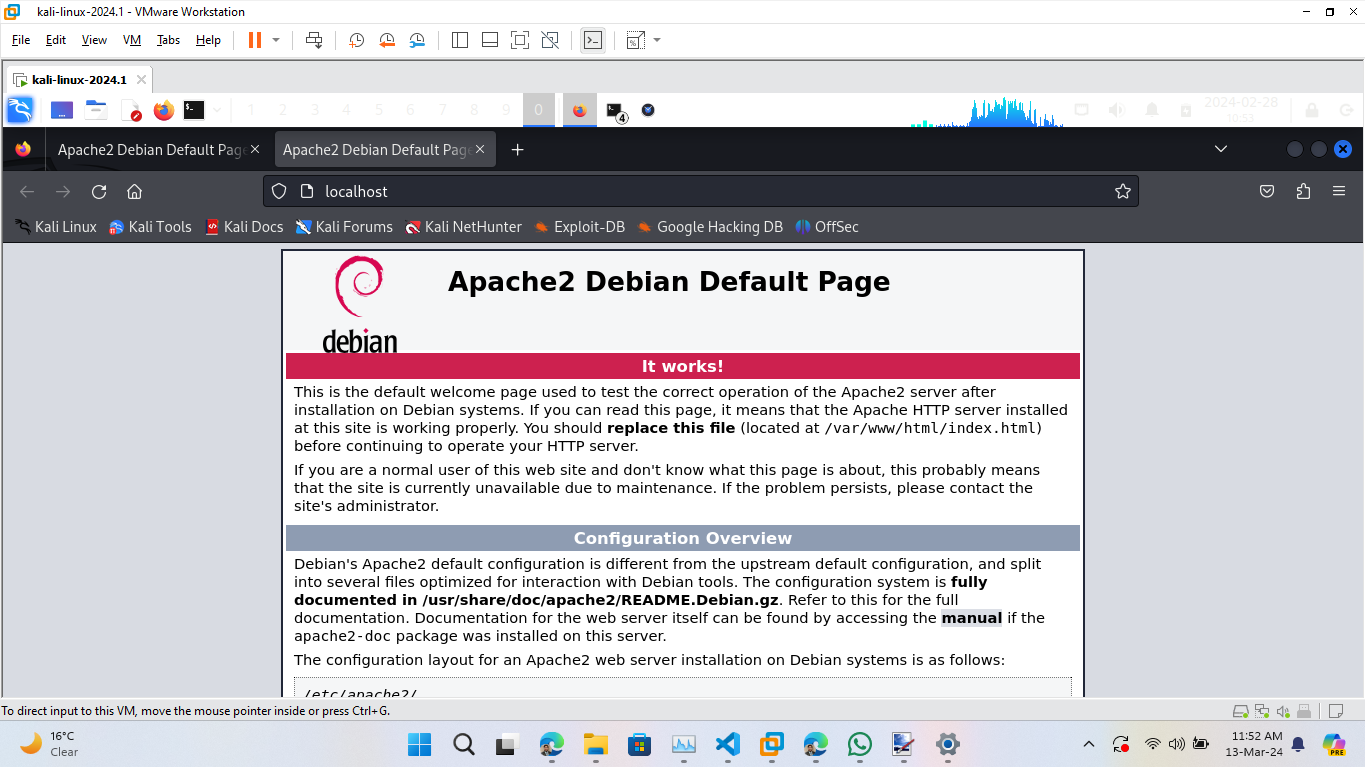 kali-linux-2024.1 - VMware Workstation
File Edit View VM Tabs Help
kali-linux-2024.1
1 2 3 4 5 6 7 8 9 0 4 2024-02-28
10:53
Apache2 Debian Default Page Apache2 Debian Default Page
localhost
Kali Linux Kali Tools Kali Docs Kali Forums Kali NetHunter Exploit-DB Google Hacking DB OffSec
Apache2 Debian Default Page
debian
It works!
This is the default welcome page used to test the correct operation of the Apache2 server after
installation on Debian systems. If you can read this page, it means that the Apache HTTP server installed
at this site is working properly. You should replace this file (located at /var/www/html/index.html)
before continuing to operate your HTTP server.
If you are a normal user of this web site and don't know what this page is about, this probably means
that the site is currently unavailable due to maintenance. If the problem persists, please contact the
site's administrator.
Configuration Overview
Debian's Apache2 default configuration is different from the upstream default configuration, and split
into several files optimized for interaction with Debian tools. The configuration system is fully
documented in /usr/share/doc/apache2/README.Debian.gz. Refer to this for the full
documentation. Documentation for the web server itself can be found by accessing the manual if the
apache2-doc package was installed on this server.
The configuration layout for an Apache2 web server installation on Debian systems is as follows:
/etc/apache2/
To direct input to this VM, move the mouse pointer inside or press Ctrl+G.
16°C
Clear
11:52 AM
13-Mar-24
PRE